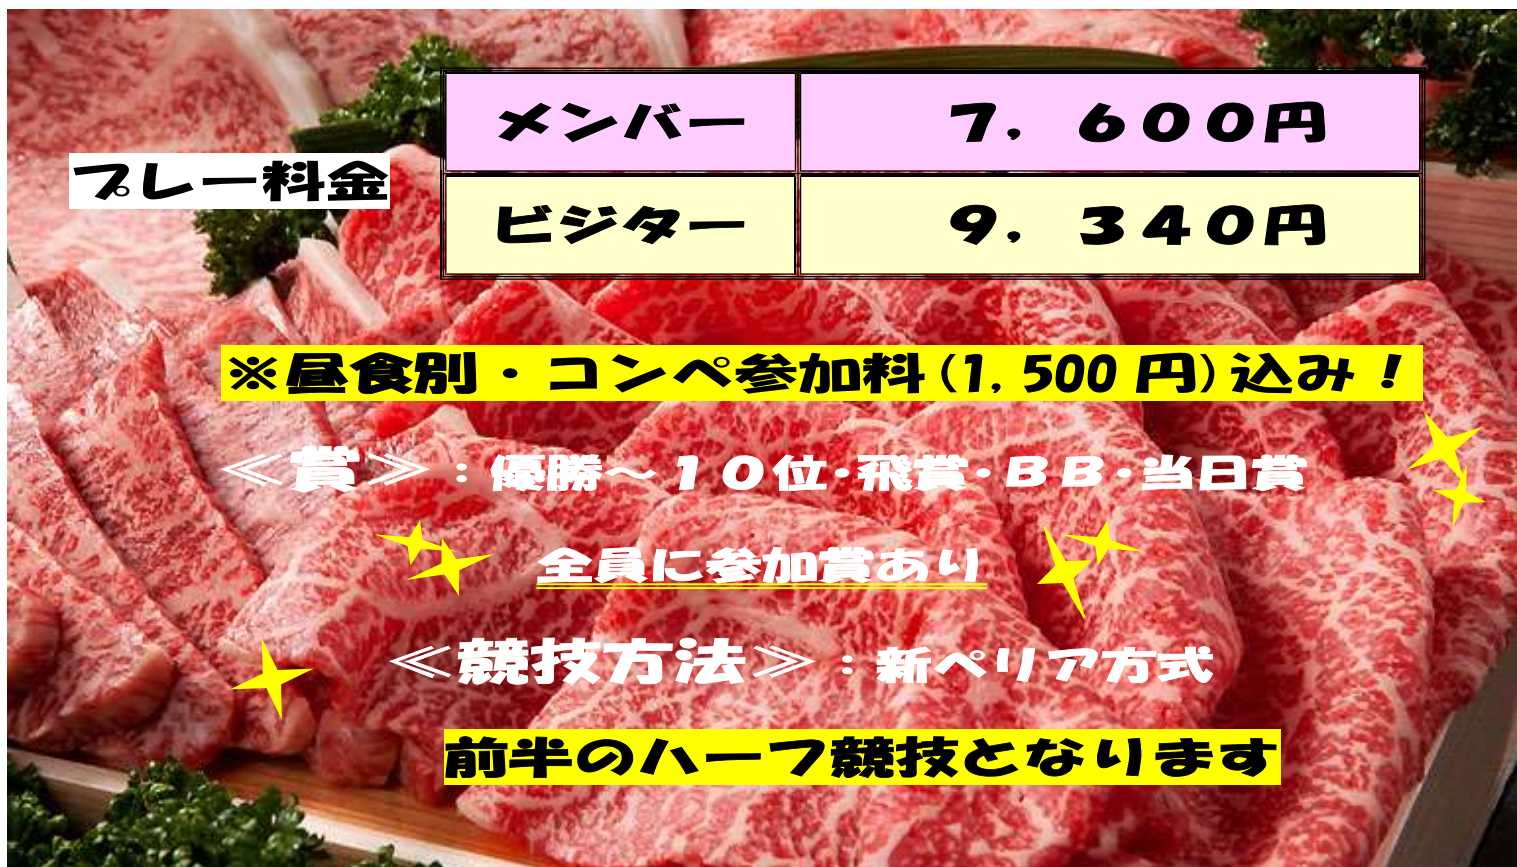 プレー料金
メンバー ７．６００円
ビジター ９．３４０円
※昼食別・コンペ参加料(1,500円)込み！
≪賞≫：優勝～１０位・飛賞・ＢＢ・当日賞
全員に参加賞あり
≪競技方法≫：新ペリア方式
前半のハーフ競技となります